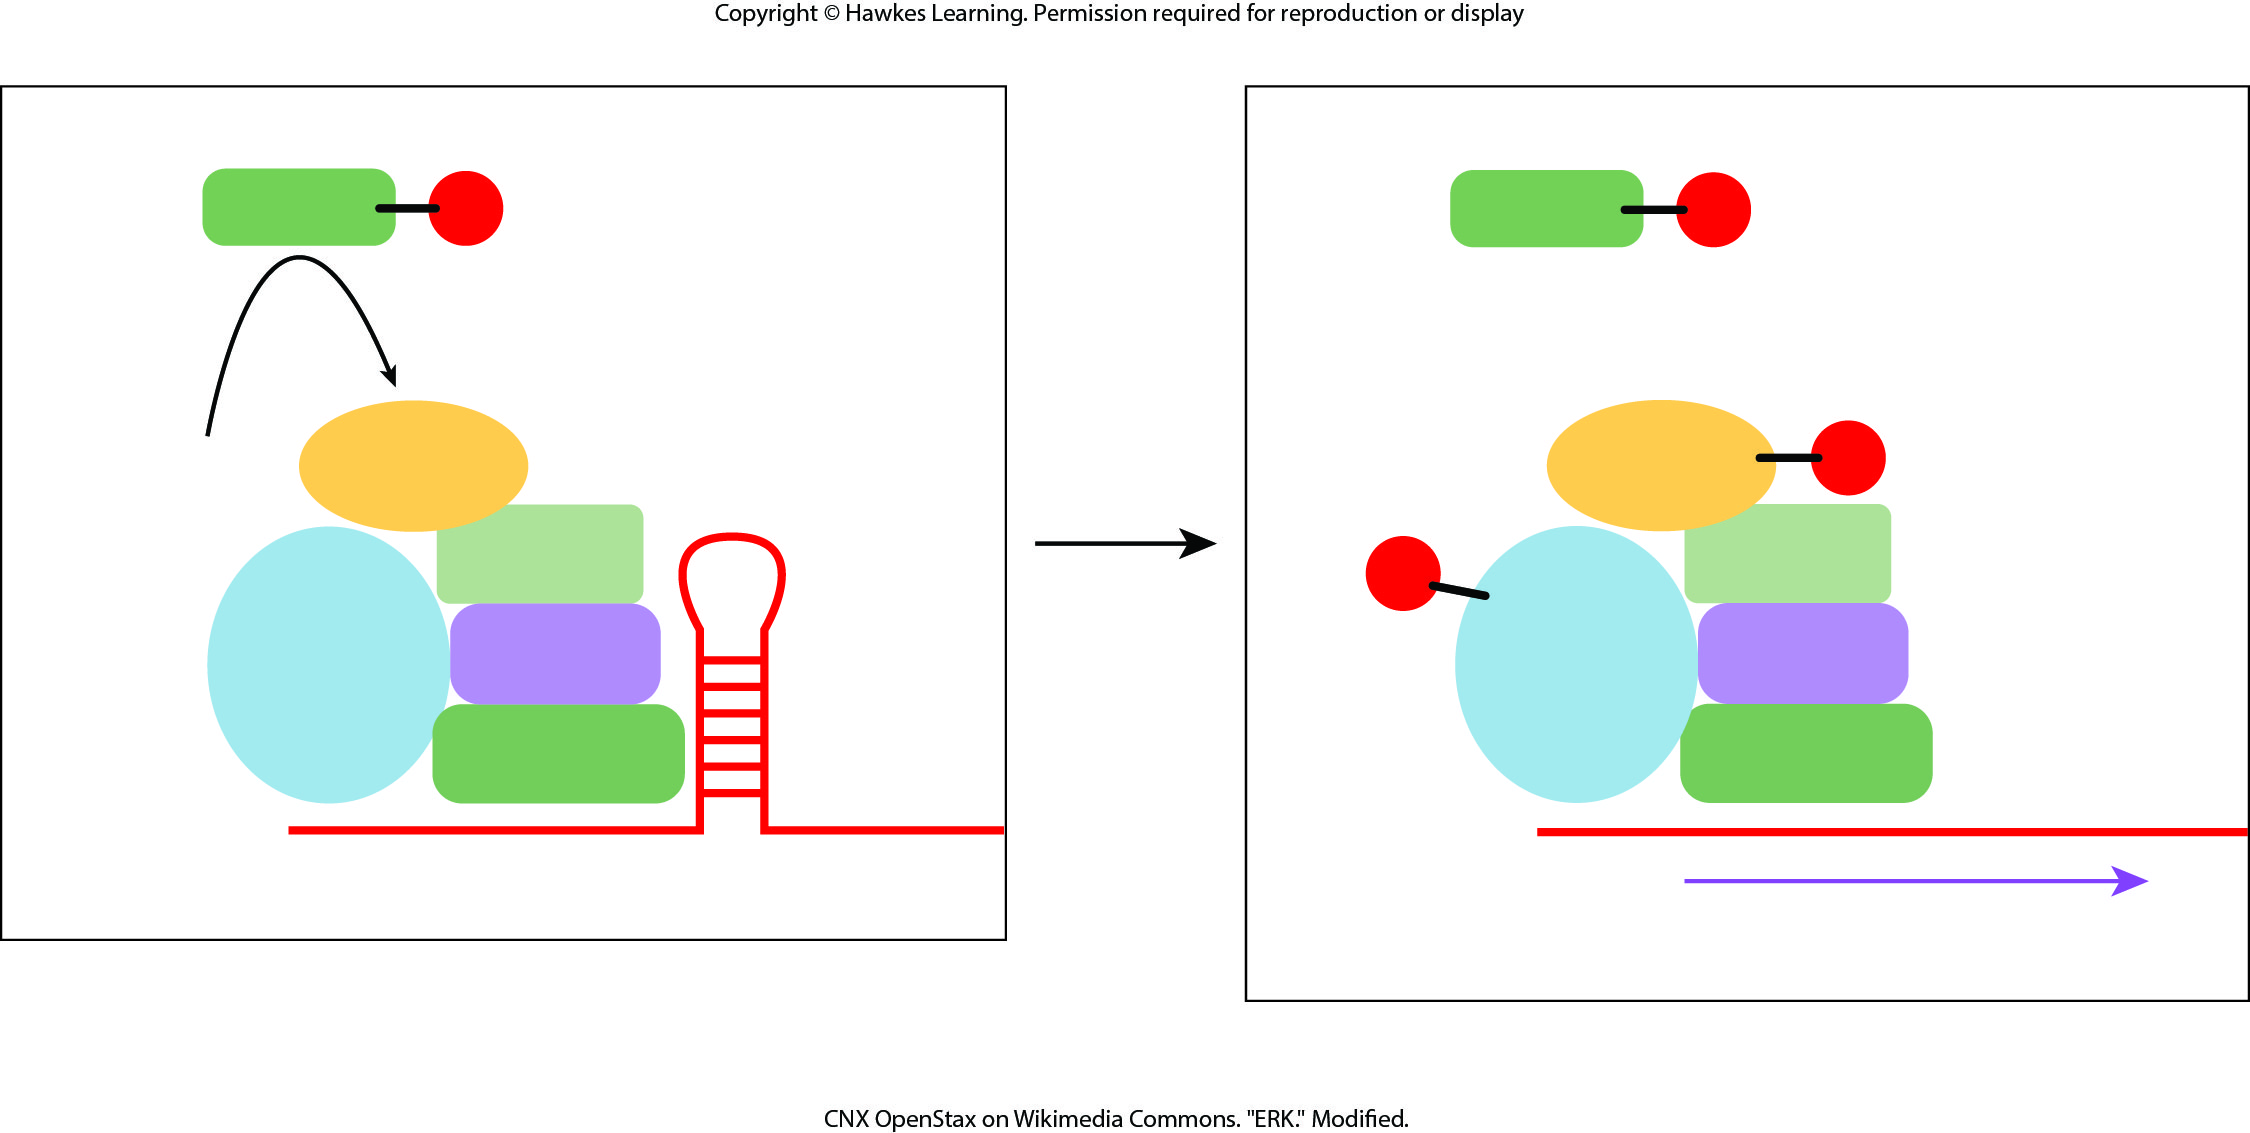 Copyright © Hawkes Learning. Permission required for reproduction or display
CNX OpenStax on Wikimedia Commons. "ERK." Modified.